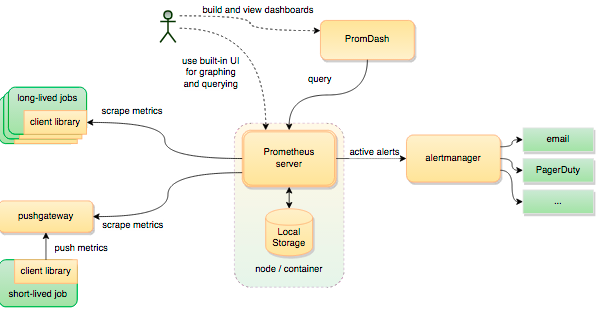 build and view dashboards
PromDash
use built-in UI
for graphing
and querying
query
long-lived jobs
client library
scrape metrics
Prometheus
server
active alerts
alertmanager
email
PagerDuty
...
pushgateway
scrape metrics
Local
Storage
push metrics
client library
short-lived job
node / container